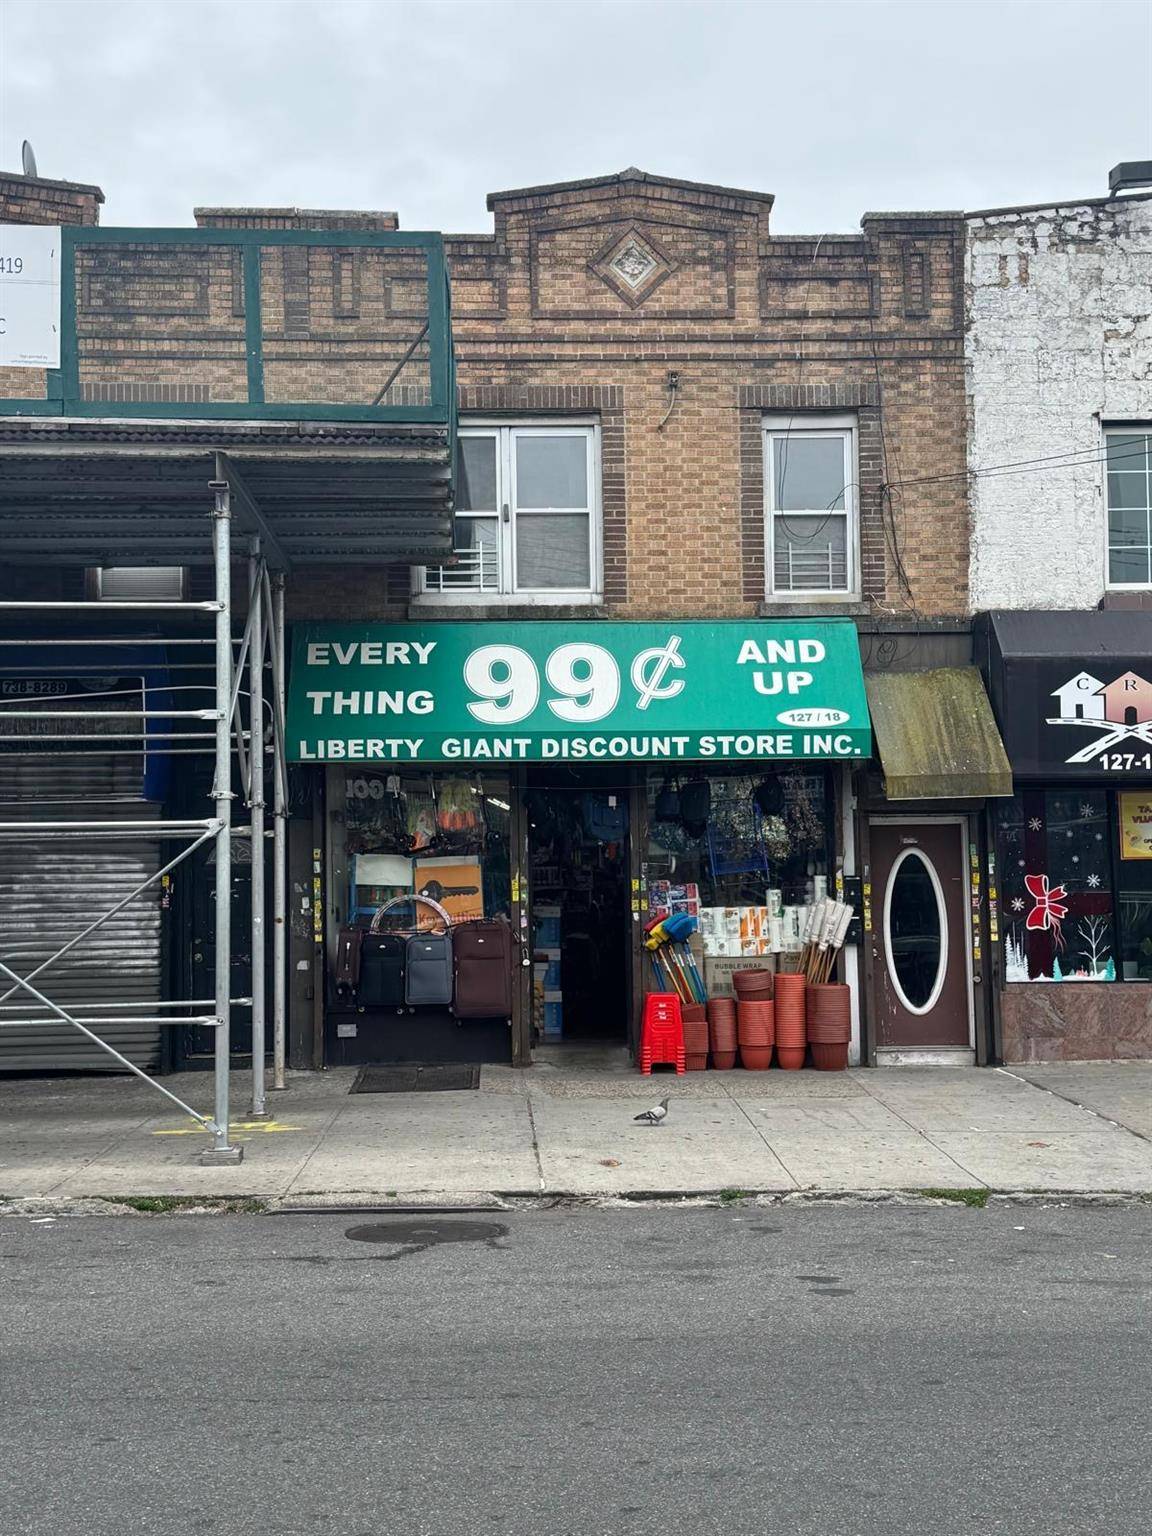 419
C
738-8289
EVERY
THING
99¢
AND
UP
127 / 18
LIBERTY GIANT DISCOUNT STORE INC.
C R
127-1
TA
BUBBLE WRAP